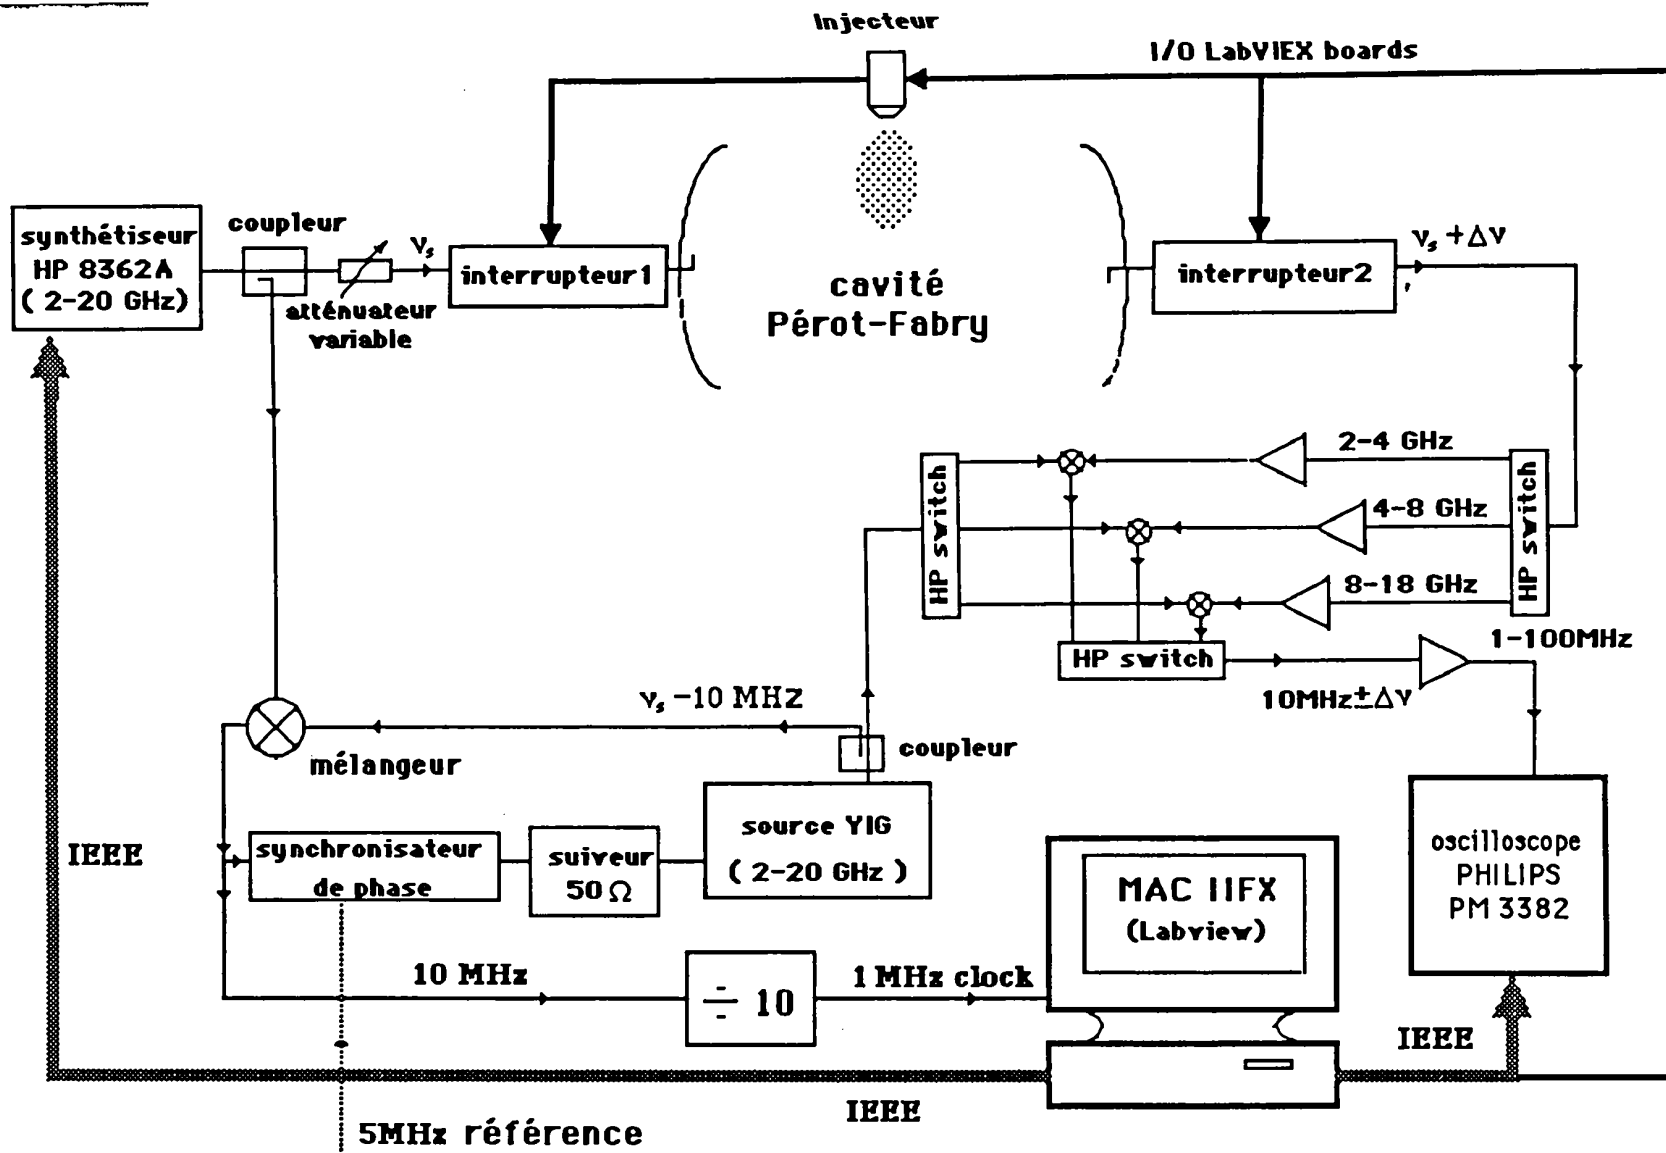 Injecteur
I/O LabVIEX boards
synthétiseur
HP 8362A
( 2-20 GHz)
coupleur
νs
atténuateur
variable
interrupteur1
cavité
Pérot-Fabry
interrupteur2
νs +Δν
HP switch
2-4 GHz
4-8 GHz
8-18 GHz
HP switch
HP switch
1-100MHz
10MHz±Δν
νs -10 MHz
mélangeur
coupleur
source YIG
( 2-20 GHz )
synchronisateur
de phase
suiveur
50Ω
IEEE
MAC IIFX
(Labview)
oscilloscope
PHILIPS
PM 3382
10 MHz
÷ 10
1 MHz clock
IEEE
IEEE
5MHz référence